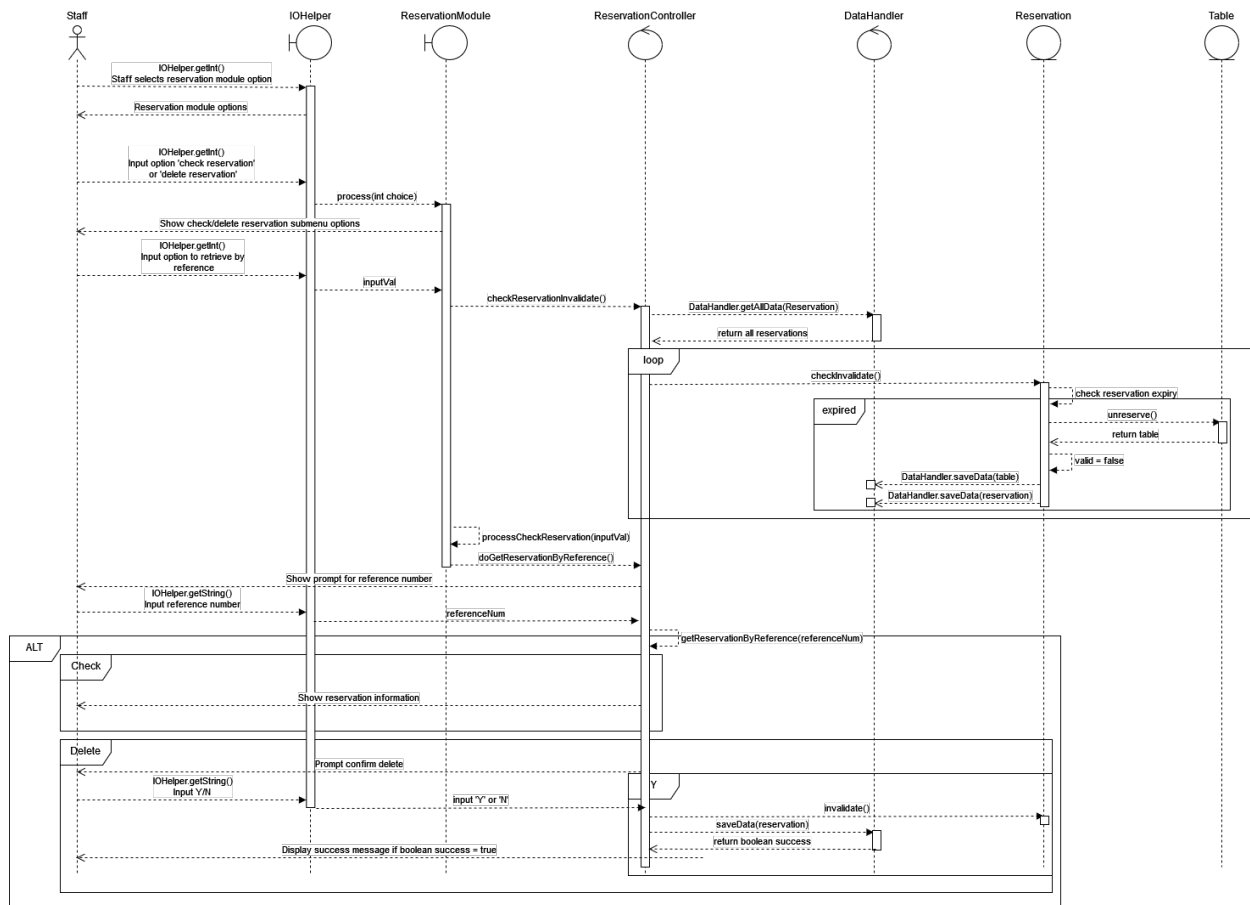 Staff
IOHelper
ReservationModule
ReservationController
DataHandler
Reservation
Table
IOHelper.getInt()
Staff selects reservation module option
Reservation module options
IOHelper.getInt()
Input option 'check reservation'
or 'delete reservation'
process(int choice)
Show check/delete reservation submenu options
IOHelper.getInt()
Input option to retrieve by
reference
inputVal
checkReservationInvalidate()
DataHandler.getAllData(Reservation)
return all reservations
loop
checkInvalidate()
check reservation expiry
expired
unreserve()
return table
valid = false
DataHandler.saveData(table)
DataHandler.saveData(reservation)
processCheckReservation(inputVal)
doGetReservationByReference()
Show prompt for reference number
IOHelper.getString()
Input reference number
referenceNum
getReservationByReference(referenceNum)
ALT
Check
Show reservation information
Delete
Prompt confirm delete
IOHelper.getString()
Input Y/N
Y
input 'Y' or 'N'
invalidate()
saveData(reservation)
return boolean success
Display success message if boolean success = true